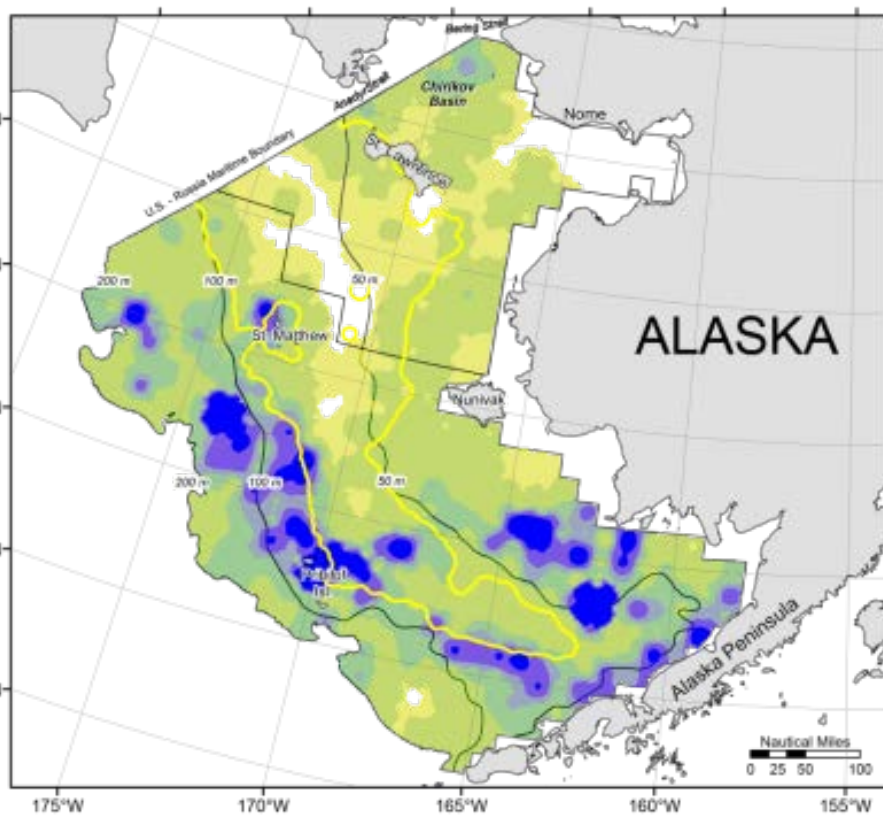 Bering Strait
Anadyr Strait
Chirikov
Basin
Nome
St. Lawrence
U.S. - Russia Maritime Boundary
200 m
100 m
50 m
St. Matthew
ALASKA
Nunivak
200 m
100 m
50 m
Pribilof
Isl.
Alaska Peninsula
Nautical Miles
0 25 50 100
175°W 170°W 165°W 160°W 155°W